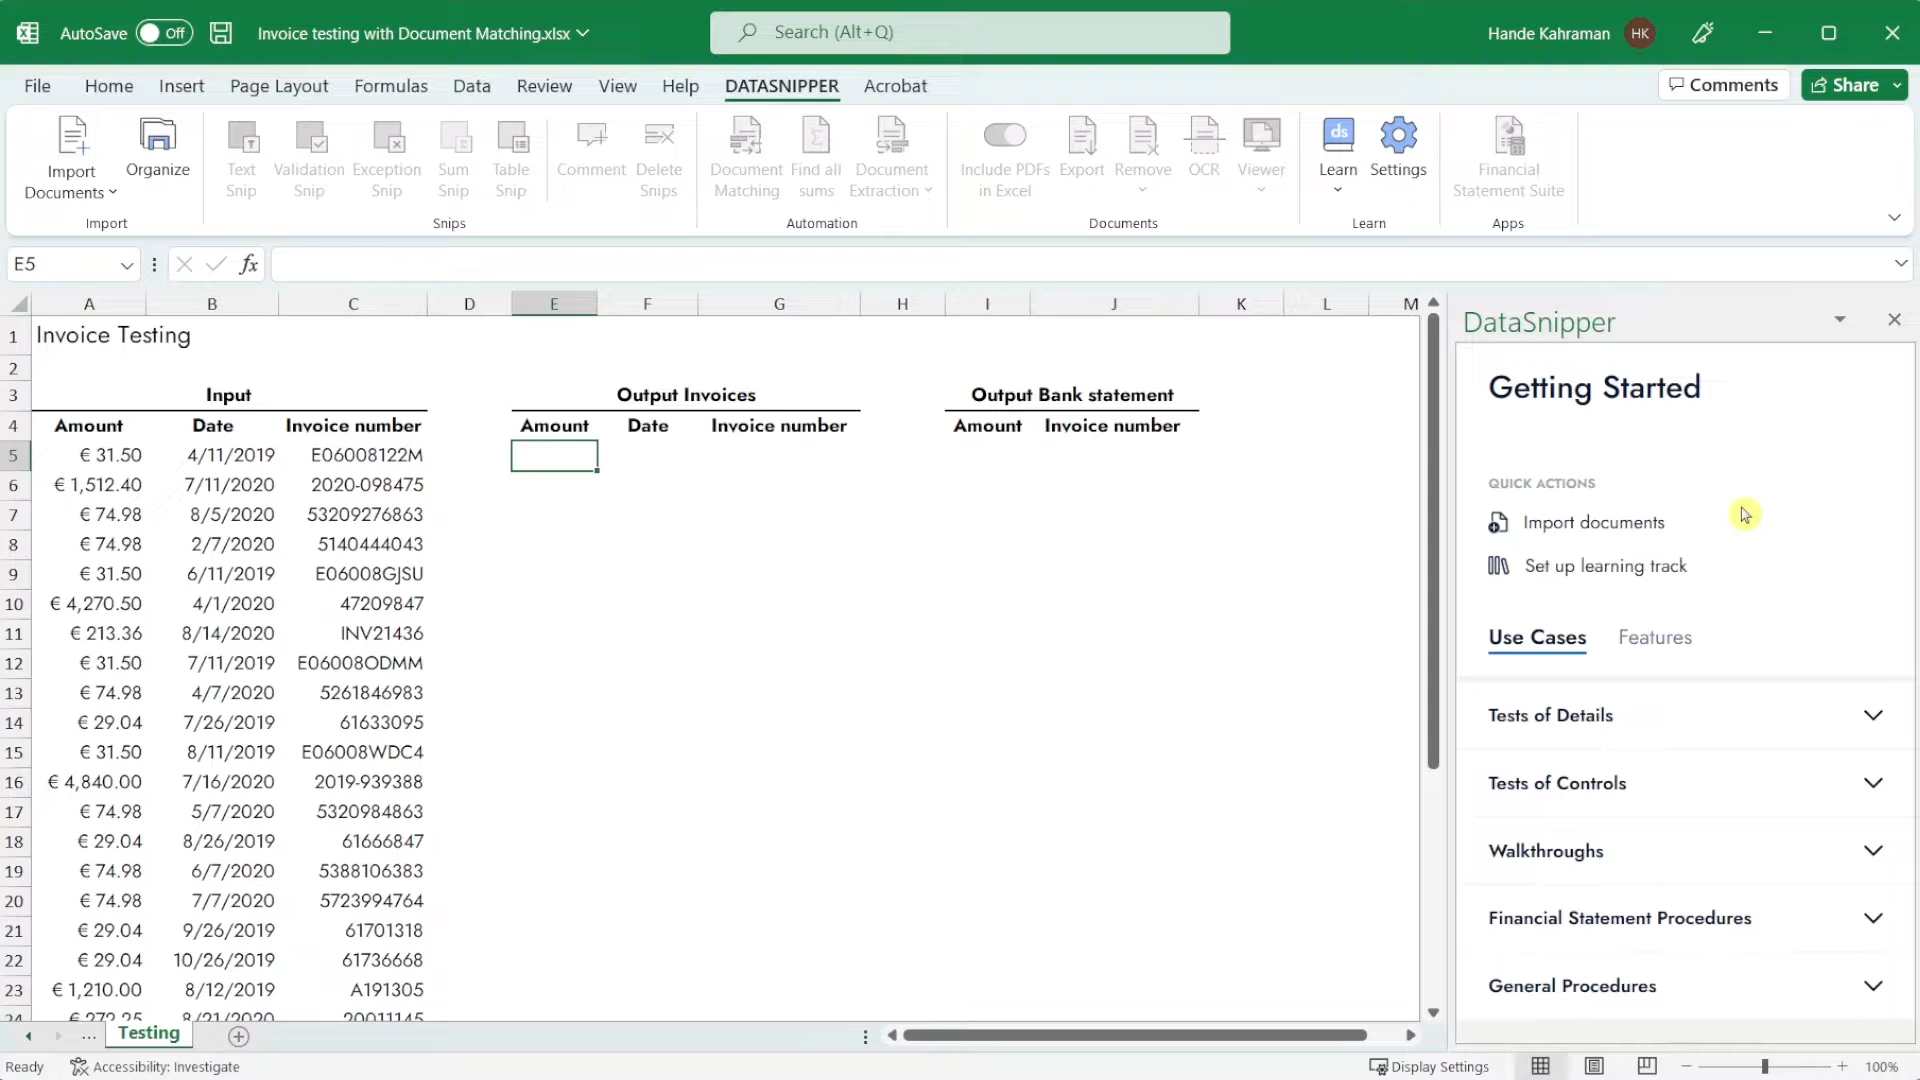 AutoSave Off Invoice testing with Document Matching.xlsx Search (Alt+Q) Hande Kahraman HK
File Home Insert Page Layout Formulas Data Review View Help DATASNIPPER Acrobat Comments Share
Import Documents Organize Text Snip Validation Snip Exception Snip Sum Snip Table Snip Comment Delete Snips Document Matching Find all sums Document Extraction Include PDFs in Excel Export Remove OCR Viewer Learn Settings Financial Statement Suite
Import Snips Automation Documents Learn Apps
E5 fx
A B C D E F G H I J K L M
1 Invoice Testing
2
3 Input Output Invoices Output Bank statement
4 Amount Date Invoice number Amount Date Invoice number Amount Invoice number
5 € 31.50 4/11/2019 E06008122M
6 € 1,512.40 7/11/2020 2020-098475
7 € 74.98 8/5/2020 53209276863
8 € 74.98 2/7/2020 5140444043
9 € 31.50 6/11/2019 E06008GJSU
10 € 4,270.50 4/1/2020 47209847
11 € 213.36 8/14/2020 INV21436
12 € 31.50 7/11/2019 E06008ODMM
13 € 74.98 4/7/2020 5261846983
14 € 29.04 7/26/2019 61633095
15 € 31.50 8/11/2019 E06008WDC4
16 € 4,840.00 7/16/2020 2019-939388
17 € 74.98 5/7/2020 5320984863
18 € 29.04 8/26/2019 61666847
19 € 74.98 6/7/2020 5388106383
20 € 74.98 7/7/2020 5723994764
21 € 29.04 9/26/2019 61701318
22 € 29.04 10/26/2019 61736668
23 € 1,210.00 8/12/2019 A191305
24 € 272.25 8/21/2020 20011145
DataSnipper
Getting Started
QUICK ACTIONS
Import documents
Set up learning track
Use Cases Features
Tests of Details
Tests of Controls
Walkthroughs
Financial Statement Procedures
General Procedures
... Testing
Ready Accessibility: Investigate Display Settings 100%